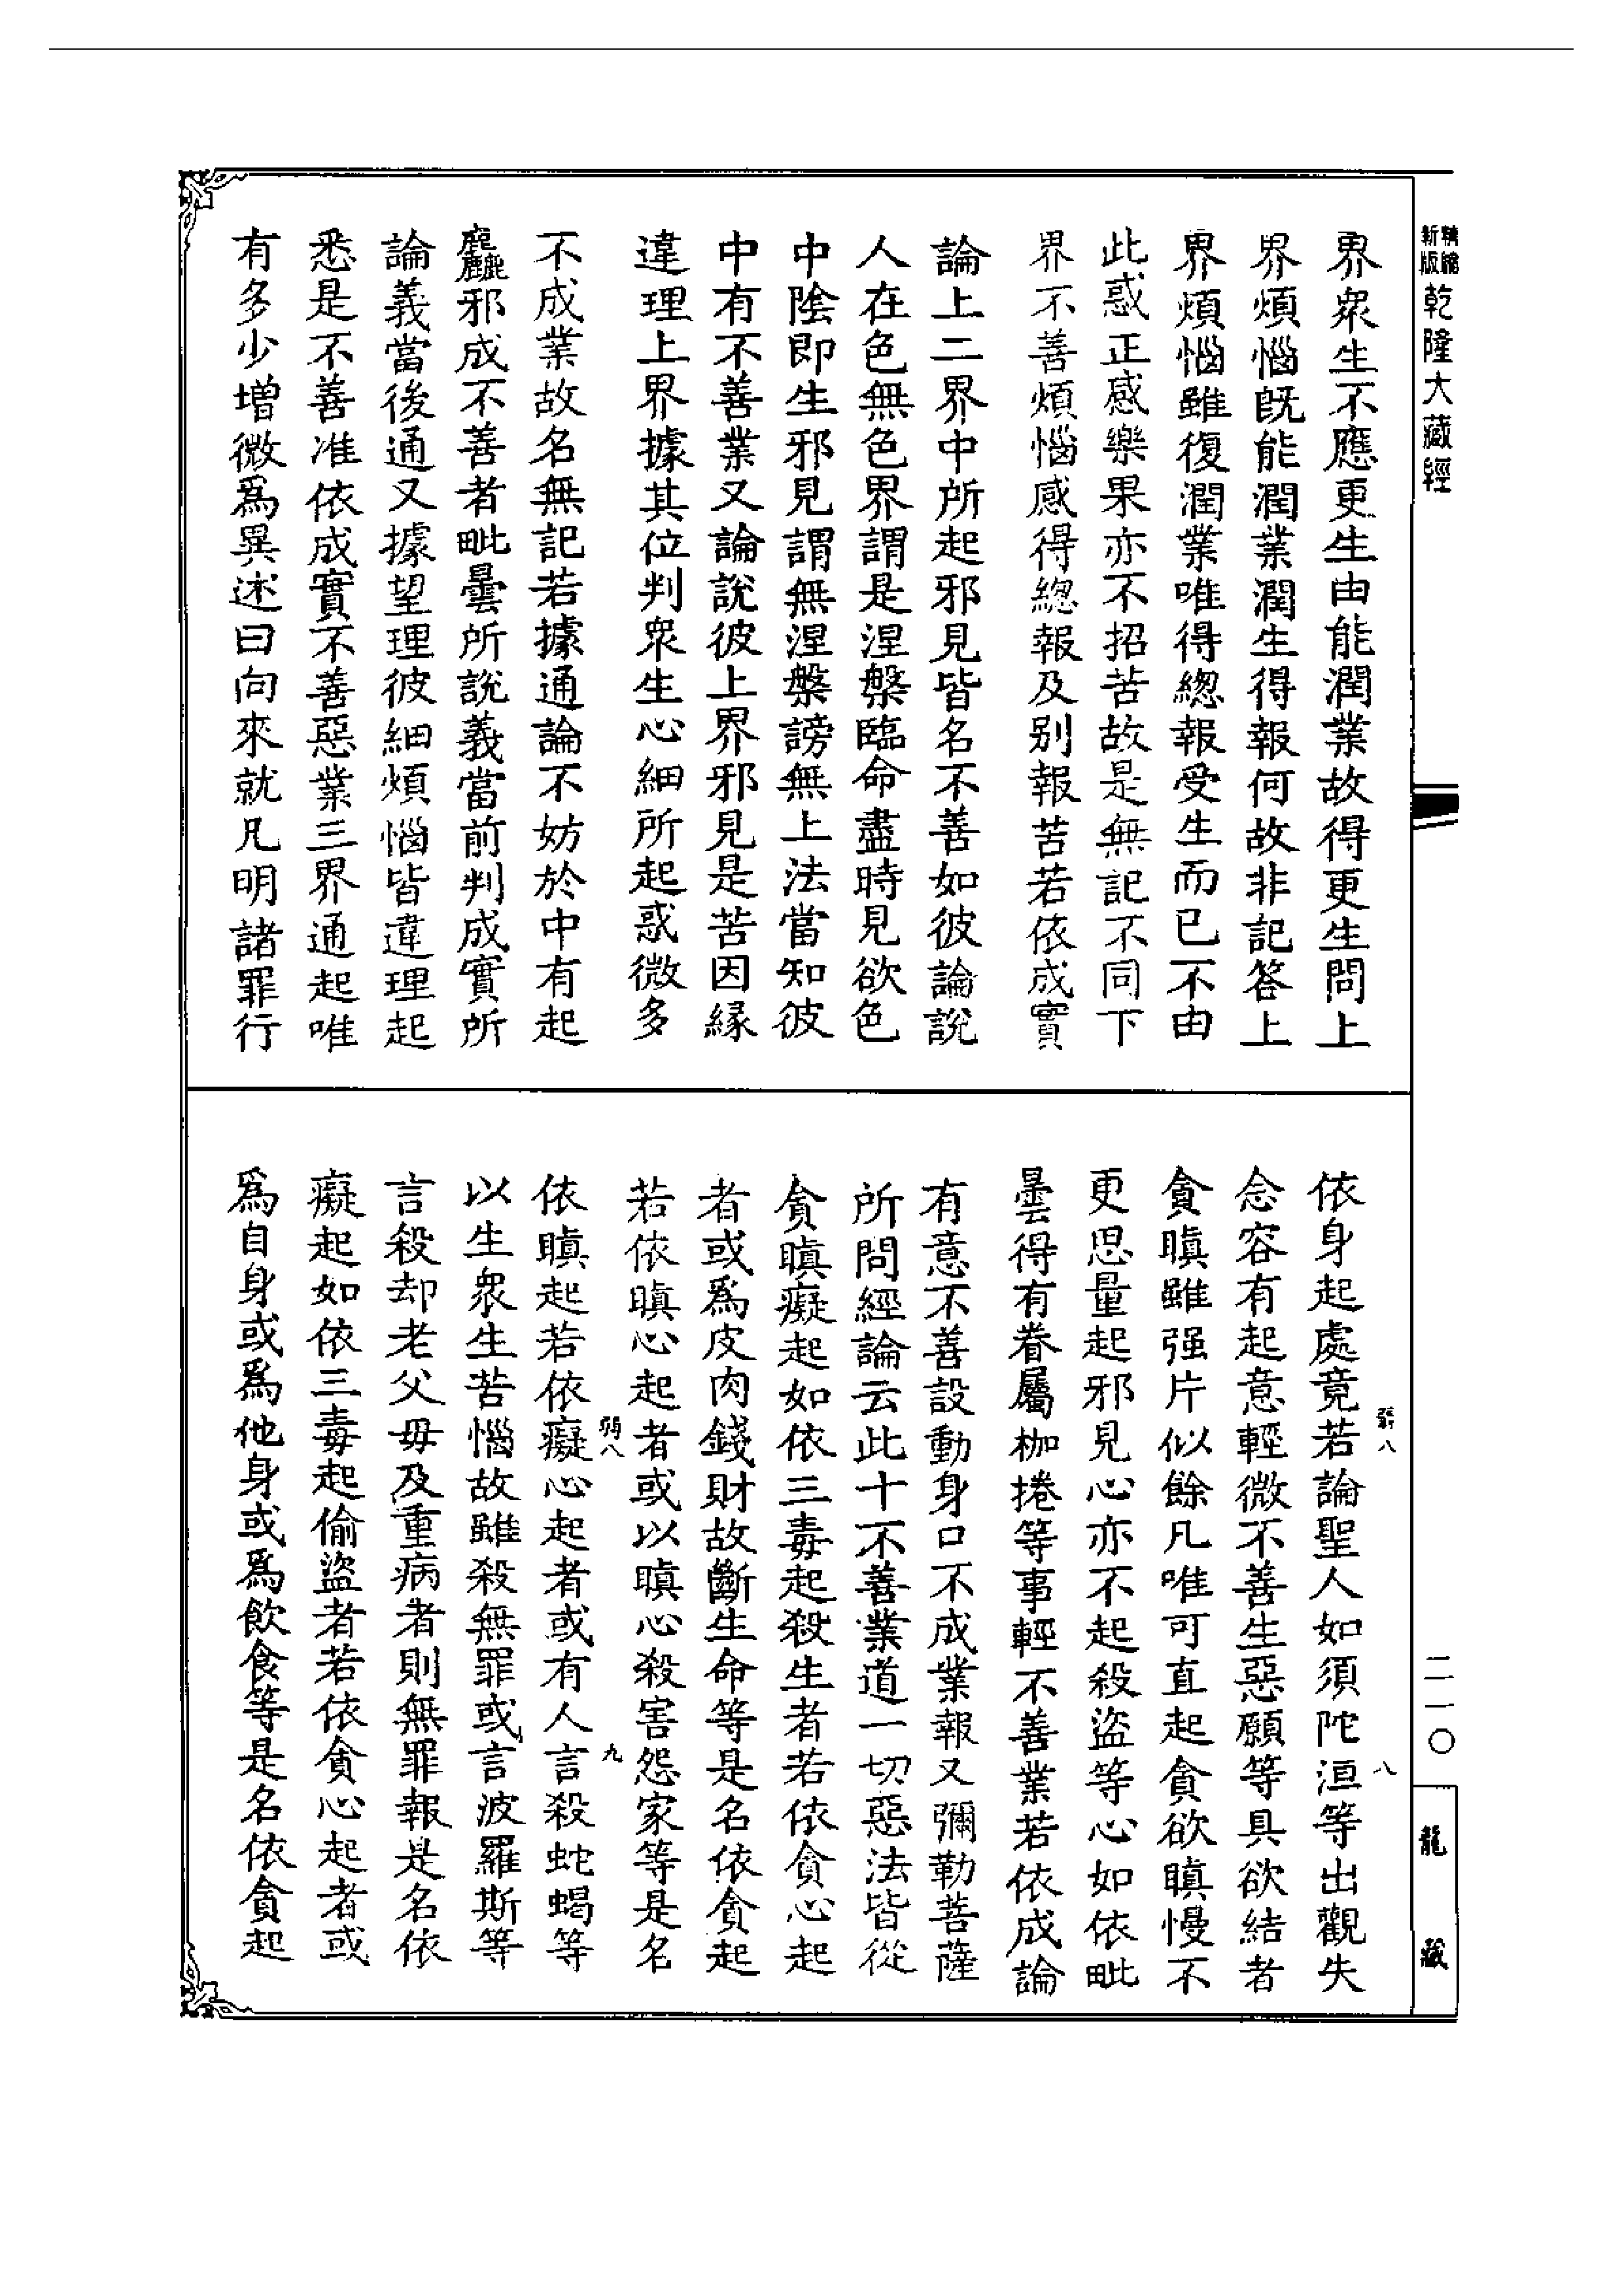 精縮新版乾隆大藏經
界衆生不應更生由能潤業故得更生問上
界煩惱旣能潤業潤生得報何故非記答上
界煩惱雖復潤業唯得緫報受生而已不由
此惑正感樂果亦不招苦故是無記不同下
界不善煩惱感得緫報及别報苦若依成實
論上二界中所起邪見皆名不善如彼論說
人在色無色界謂是涅槃臨命盡時見欲色
中陰即生邪見謂無涅槃謗無上法當知彼
中有不善業又論說彼上界邪見是苦因緣
違理上界據其位判衆生心細所起惑微多
不成業故名無記若據通論不妨於中有起
麤邪成不善者毗曇所說義當前判成實所
論義當後通又據望理彼細煩惱皆違理起
悉是不善准依成實不善惡業三界通起唯
有多少增微爲異述曰向來就凡明諸罪行
依身起處竟若論聖人如須陀洹等出觀失
念容有起意輕微不善生惡願等具欲結者
貪瞋雖强片似餘凡唯可直起貪欲瞋慢不
更思量起邪見心亦不起殺盜等心如依毗
曇得有眷屬枷捲等事輕不善業若依成論
有意不善設動身口不成業報又彌勒菩薩
所問經論云此十不善業道一切惡法皆從
貪瞋癡起如依三毒起殺生者若依貪心起
者或爲皮肉錢財故斷生命等是名依貪起
若依瞋心起者或以瞋心殺害怨家等是名
依瞋起若依癡心起者或有人言殺蛇蝎等
以生衆生苦惱故雖殺無罪或言波羅斯等
言殺却老父母及重病者則無罪報是名依
癡起如依三毒起偷盜者若依貪心起者或
爲自身或爲他身或爲飲食等是名依貪起
弱八
八
弱八
九
二一〇
龍藏